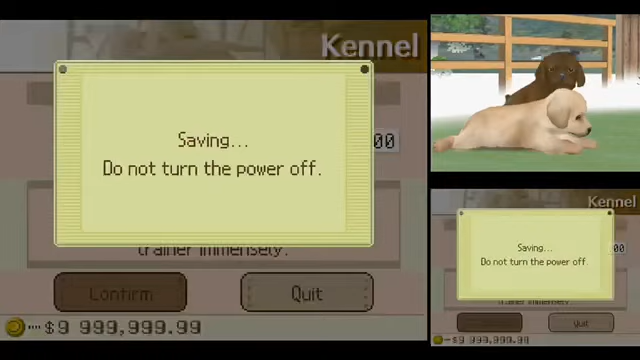 Kennel
00
Saving...
Do not turn the power off.
trainer immensely.
Confirm
Quit
$9 999,999.99
Kennel
00
Saving...
Do not turn the power off.
trainer immensely.
Quit
$9 999,999.99